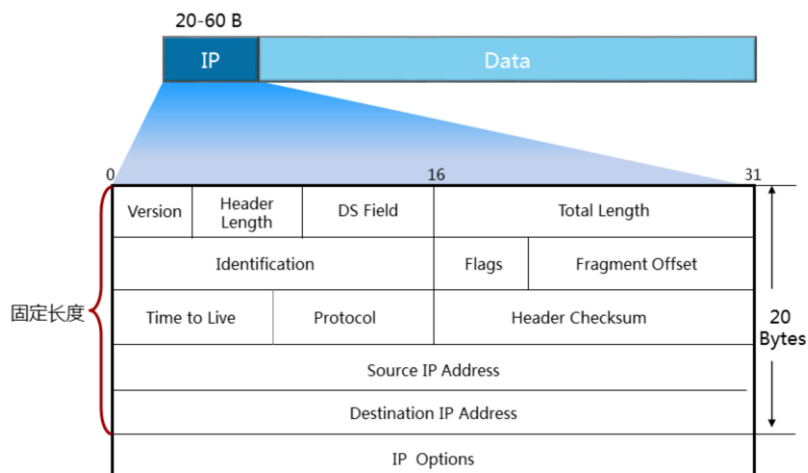 20-60 B
IP
Data
0
16
31
Version
Header
Length
DS Field
Total Length
Identification
Flags
Fragment Offset
固定长度
Time to Live
Protocol
Header Checksum
20
Bytes
Source IP Address
Destination IP Address
IP Options